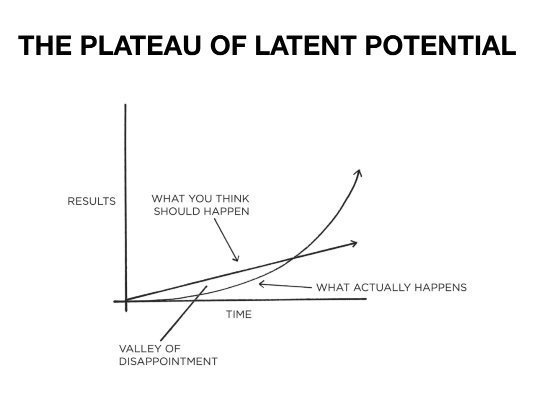 THE PLATEAU OF LATENT POTENTIAL
WHAT YOU THINK
SHOULD HAPPEN
RESULTS
WHAT ACTUALLY HAPPENS
TIME
VALLEY OF
DISAPPOINTMENT